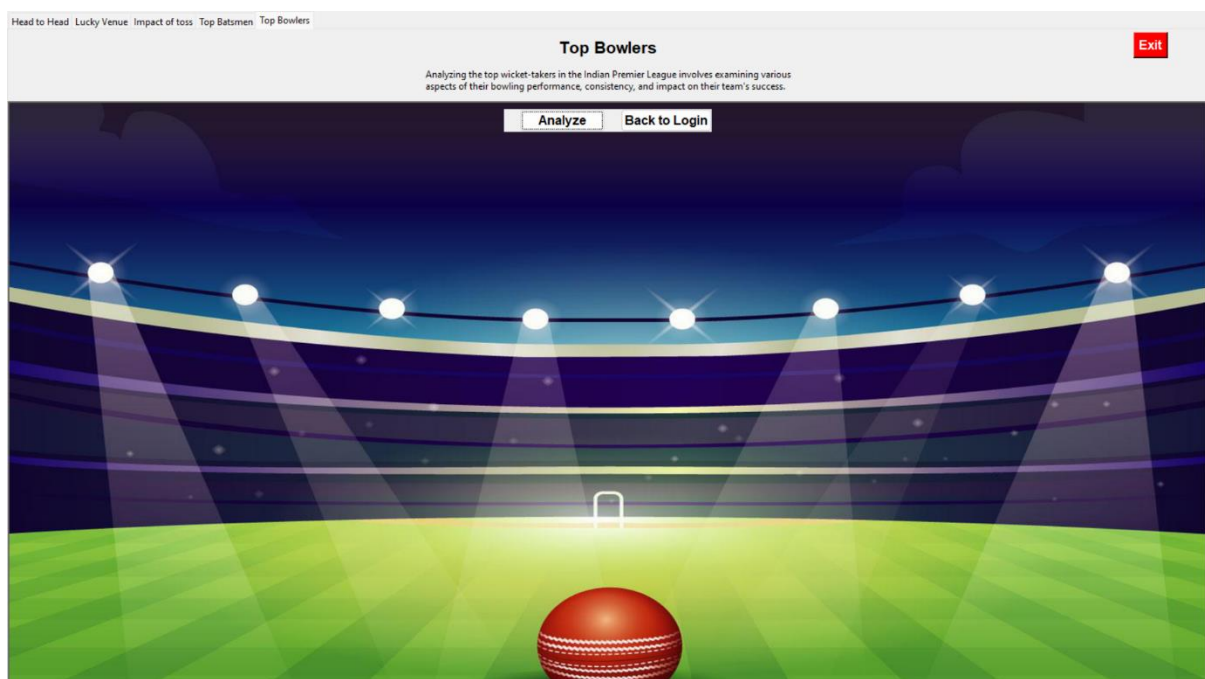 Head to Head Lucky Venue Impact of toss Top Batsmen Top Bowlers
Top Bowlers
Exit
Analyzing the top wicket-takers in the Indian Premier League involves examining various
aspects of their bowling performance, consistency, and impact on their team's success.
Analyze Back to Login